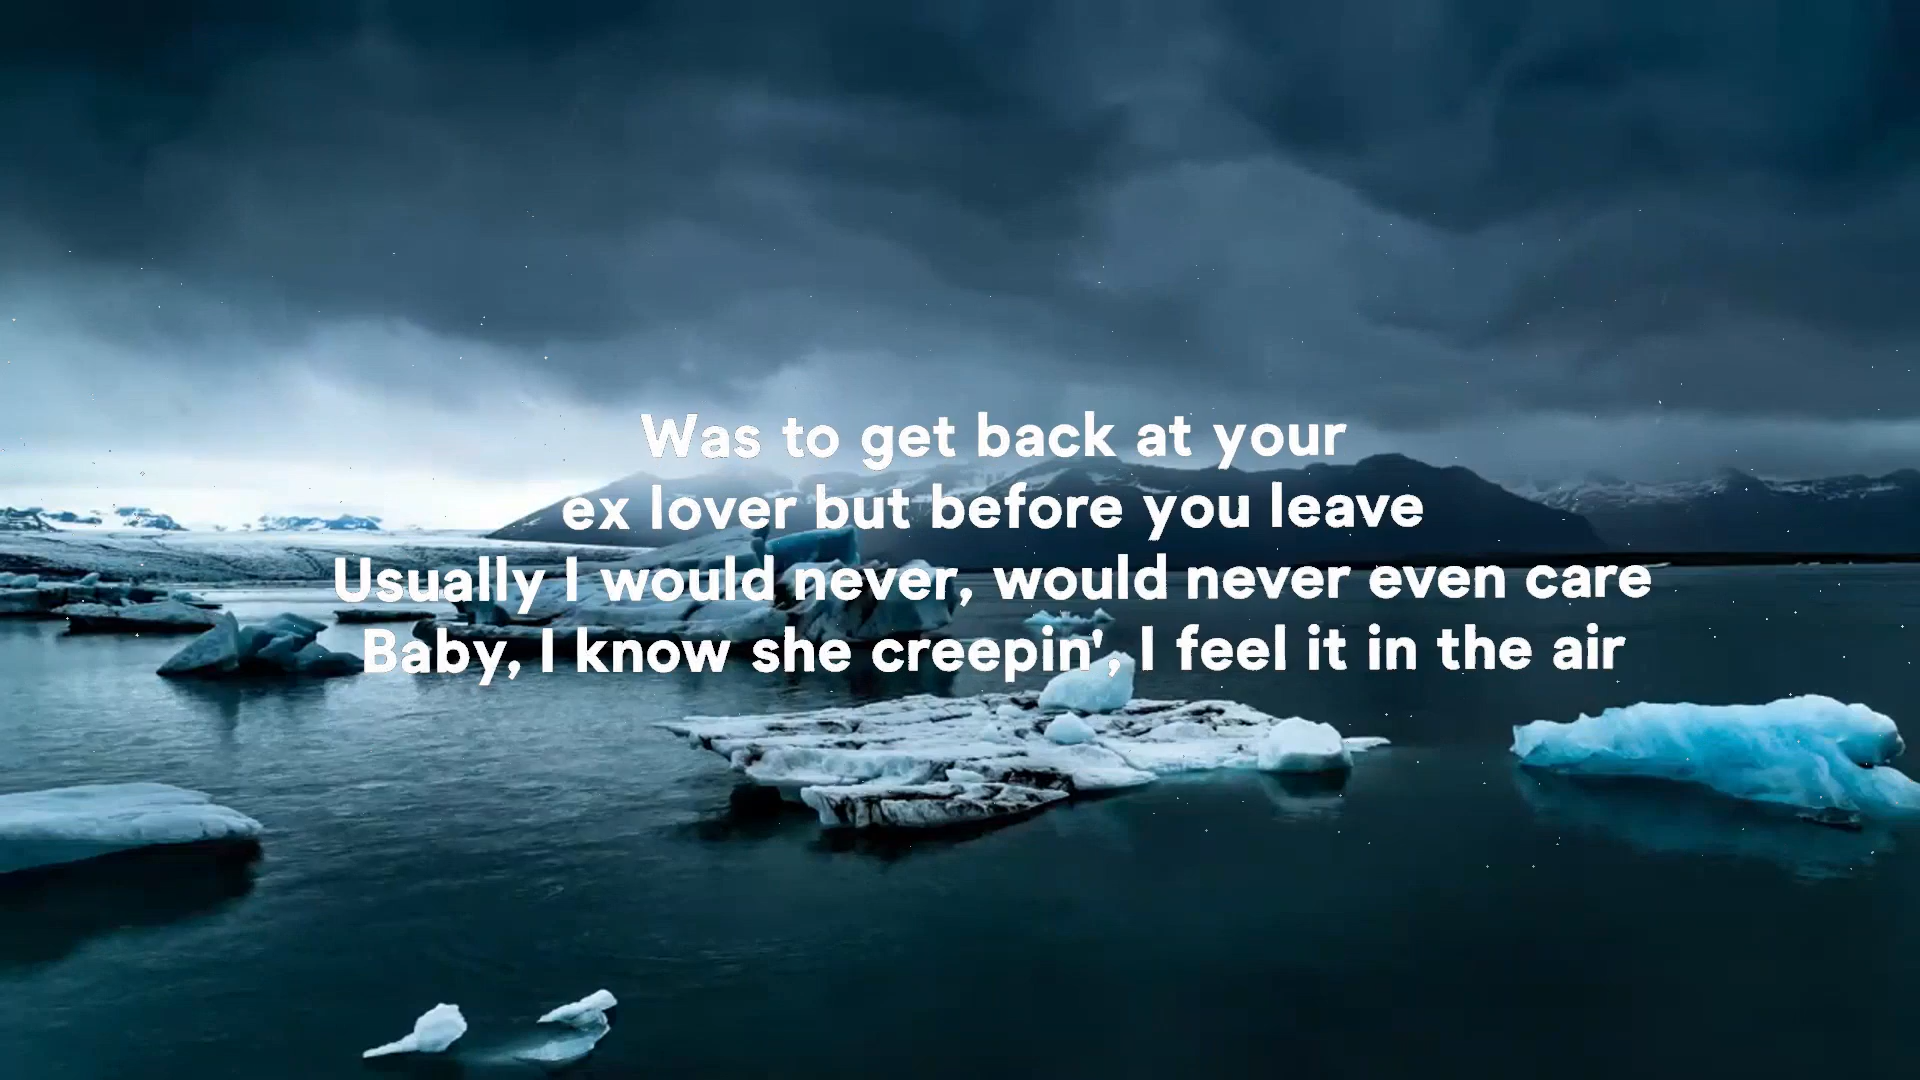 Was to get back at your
ex lover but before you leave
Usually I would never, would never even care
Baby, I know she creepin', I feel it in the air